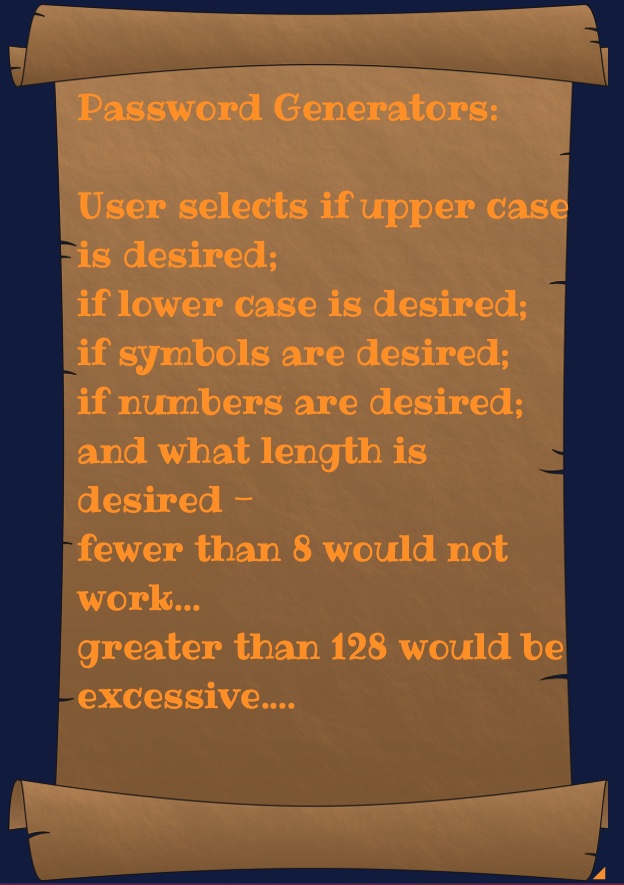 Password Generators:
User selects if upper case
is desired;
if lower case is desired;
if symbols are desired;
if numbers are desired;
and what length is
desired –
fewer than 8 would not
work...
greater than 128 would be
excessive....